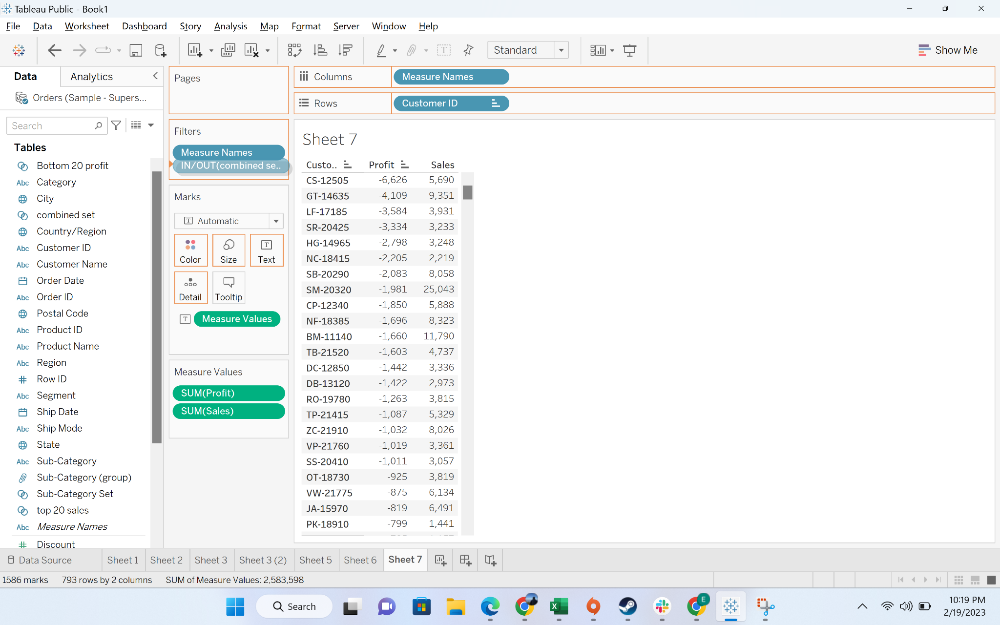 Tableau Public - Book1
File Data Worksheet Dashboard Story Analysis Map Format Server Window Help
Standard
Show Me
Data
Analytics
Orders (Sample - Supers...
Search
Tables
Bottom 20 profit
Abc Category
City
combined set
Country/Region
Abc Customer ID
Abc Customer Name
Order Date
Abc Order ID
Postal Code
Abc Product ID
Abc Product Name
Abc Region
# Row ID
Abc Segment
Ship Date
Abc Ship Mode
State
Abc Sub-Category
Sub-Category (group)
Sub-Category Set
top 20 sales
Abc Measure Names
# Discount
Pages
Filters
Measure Names
IN/OUT(combined se..
Marks
T Automatic
Color
Size
T
Text
Detail
Tooltip
T Measure Values
Measure Values
SUM(Profit)
SUM(Sales)
Columns Measure Names
Rows Customer ID
Sheet 7
Custo.. Profit Sales
CS-12505 -6,626 5,690
GT-14635 -4,109 9,351
LF-17185 -3,584 3,931
SR-20425 -3,334 3,233
HG-14965 -2,798 3,248
NC-18415 -2,205 2,219
SB-20290 -2,083 8,058
SM-20320 -1,981 25,043
CP-12340 -1,850 5,888
NF-18385 -1,696 8,323
BM-11140 -1,660 11,790
TB-21520 -1,603 4,737
DC-12850 -1,442 3,336
DB-13120 -1,422 2,973
RO-19780 -1,263 3,815
TP-21415 -1,087 5,329
ZC-21910 -1,032 8,026
VP-21760 -1,019 3,361
SS-20410 -1,011 3,057
OT-18730 -925 3,819
VW-21775 -875 6,134
JA-15970 -819 6,491
PK-18910 -799 1,441
Data Source Sheet 1 Sheet 2 Sheet 3 Sheet 3 (2) Sheet 5 Sheet 6 Sheet 7
1586 marks 793 rows by 2 columns SUM of Measure Values: 2,583,598
Search
E
10:19 PM
2/19/2023